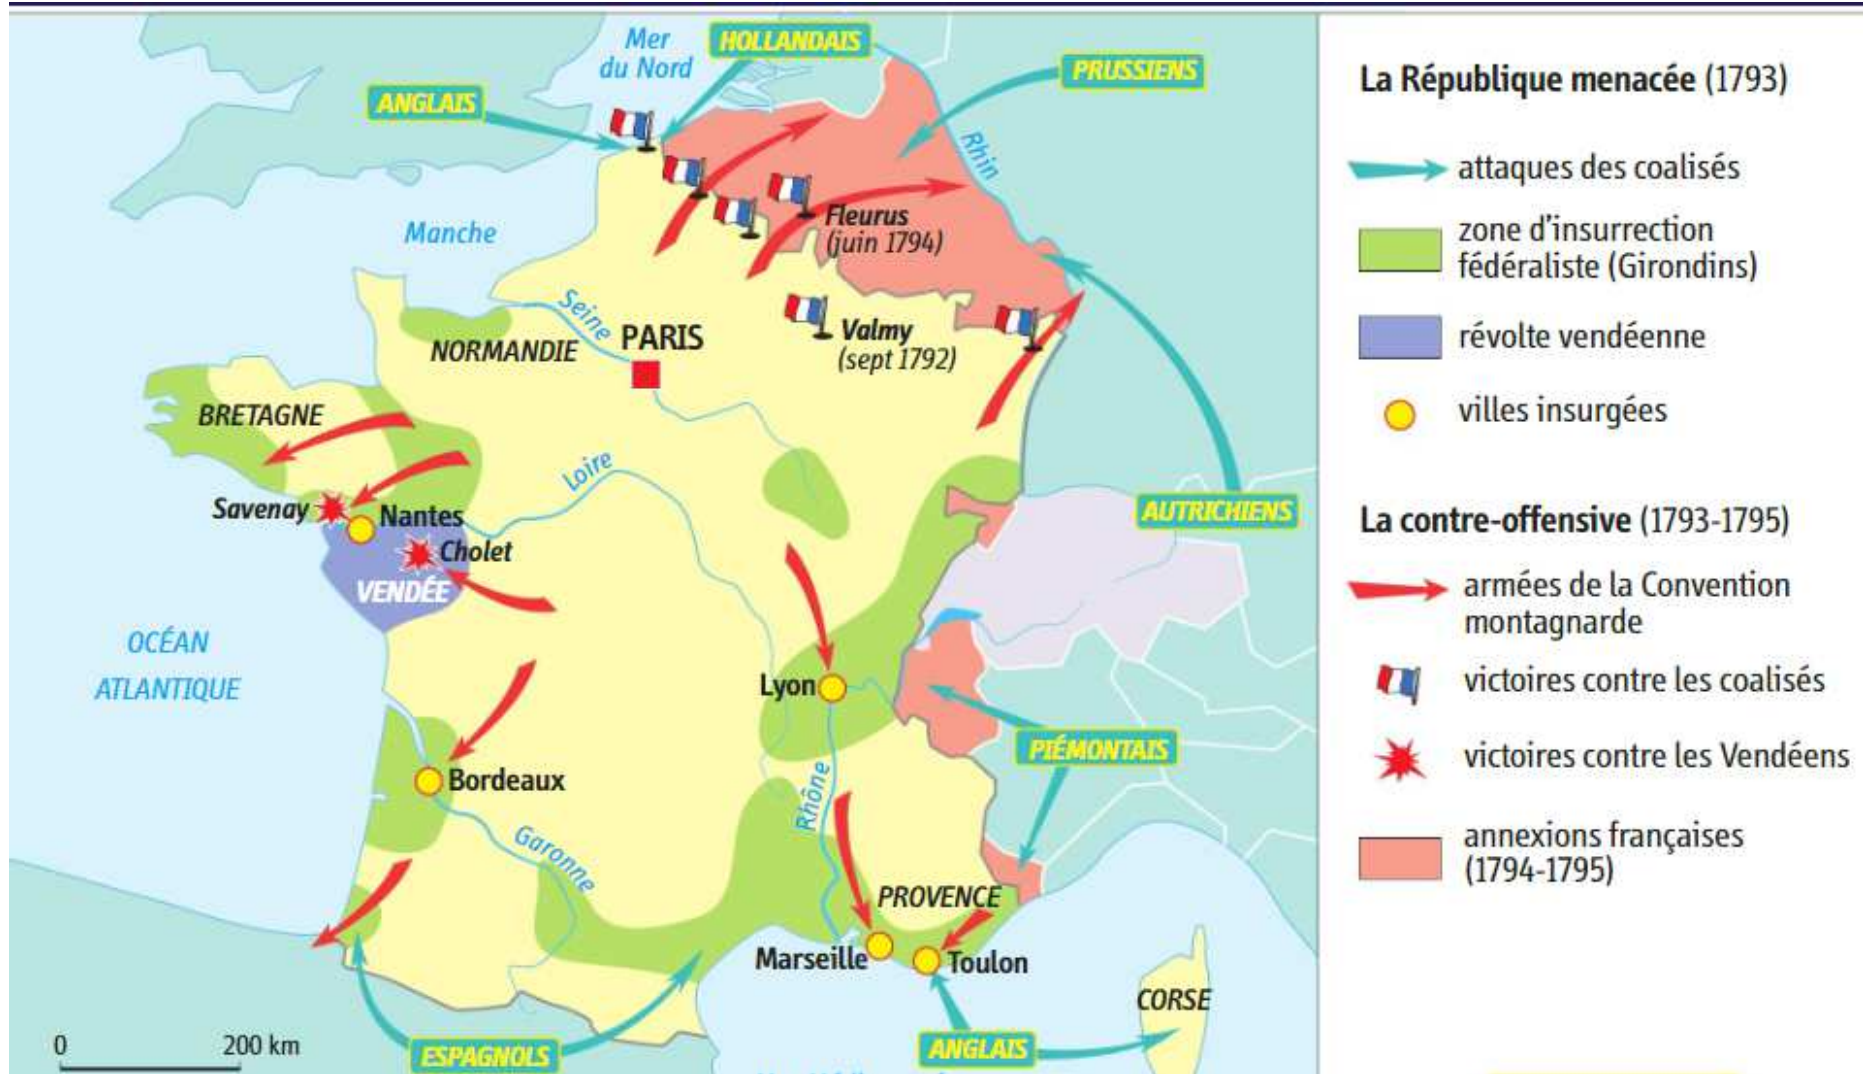 Mer
du Nord
HOLLANDAIS
PRUSSIENS
ANGLAIS
Rhin
Manche
Fleurus
(juin 1794)
Seine
PARIS
Valmy
(sept 1792)
NORMANDIE
BRETAGNE
Loire
Savenay
Nantes
Cholet
VENDÉE
AUTRICHIENS
OCÉAN
ATLANTIQUE
Lyon
PIÉMONTAIS
Bordeaux
Rhône
Garonne
PROVENCE
Marseille
Toulon
CORSE
0 200 km
ESPAGNOLS
ANGLAIS
La République menacée (1793)
attaques des coalisés
zone d'insurrection
fédéraliste (Girondins)
révolte vendéenne
villes insurgées
La contre-offensive (1793-1795)
armées de la Convention
montagnarde
victoires contre les coalisés
victoires contre les Vendéens
annexions françaises
(1794-1795)